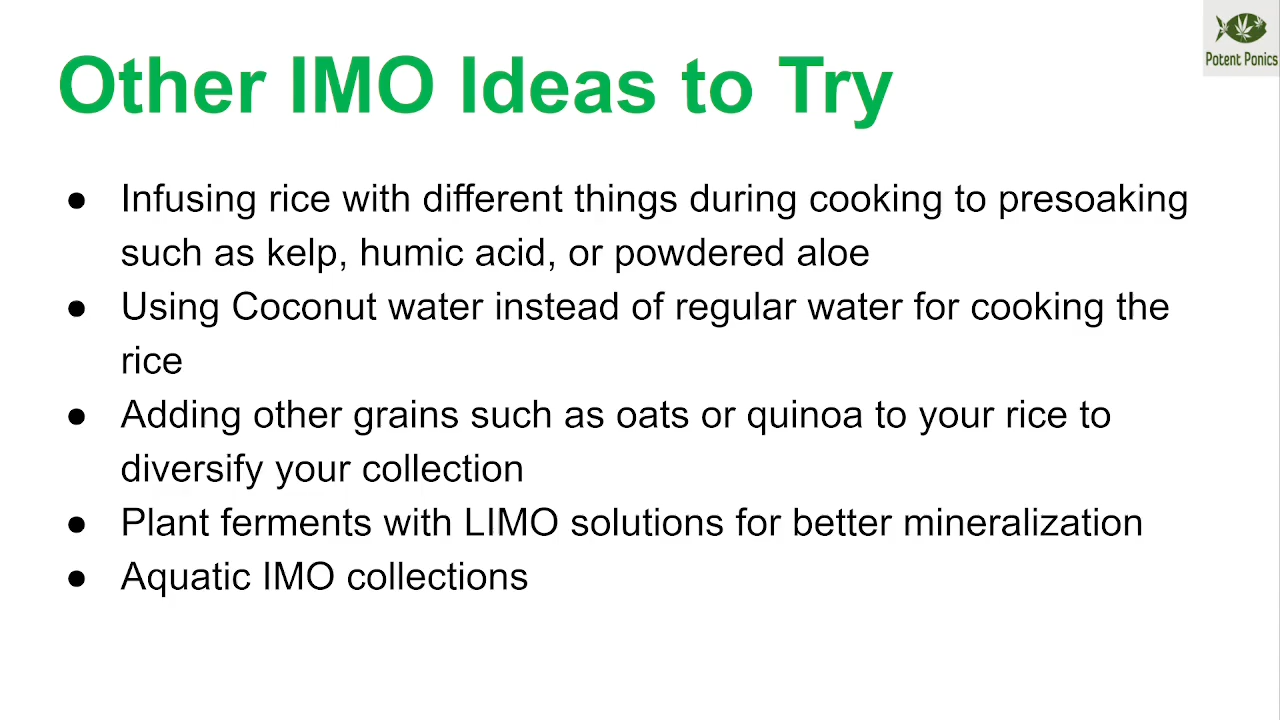 Other IMO Ideas to Try
Potent Ponics
● Infusing rice with different things during cooking to presoaking
such as kelp, humic acid, or powdered aloe
● Using Coconut water instead of regular water for cooking the
rice
● Adding other grains such as oats or quinoa to your rice to
diversify your collection
● Plant ferments with LIMO solutions for better mineralization
● Aquatic IMO collections